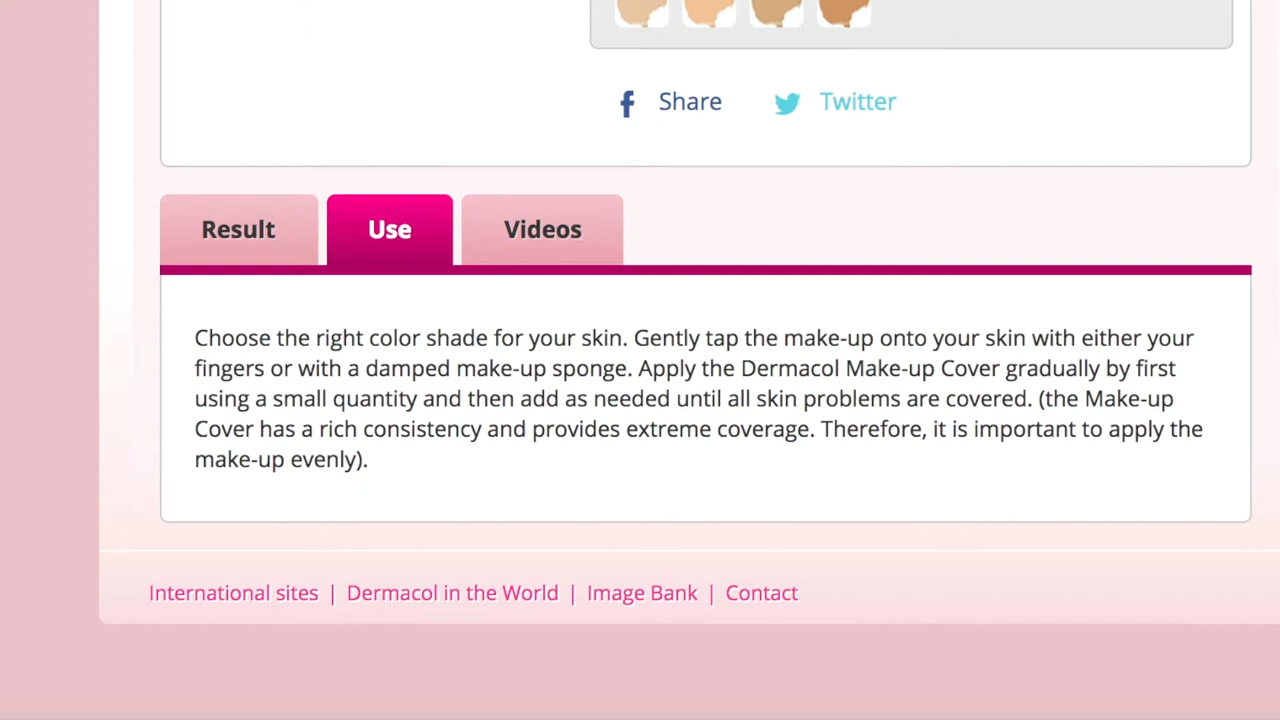 Share Twitter
Result Use Videos
Choose the right color shade for your skin. Gently tap the make-up onto your skin with either your
fingers or with a damped make-up sponge. Apply the Dermacol Make-up Cover gradually by first
using a small quantity and then add as needed until all skin problems are covered. (the Make-up
Cover has a rich consistency and provides extreme coverage. Therefore, it is important to apply the
make-up evenly).
International sites | Dermacol in the World | Image Bank | Contact